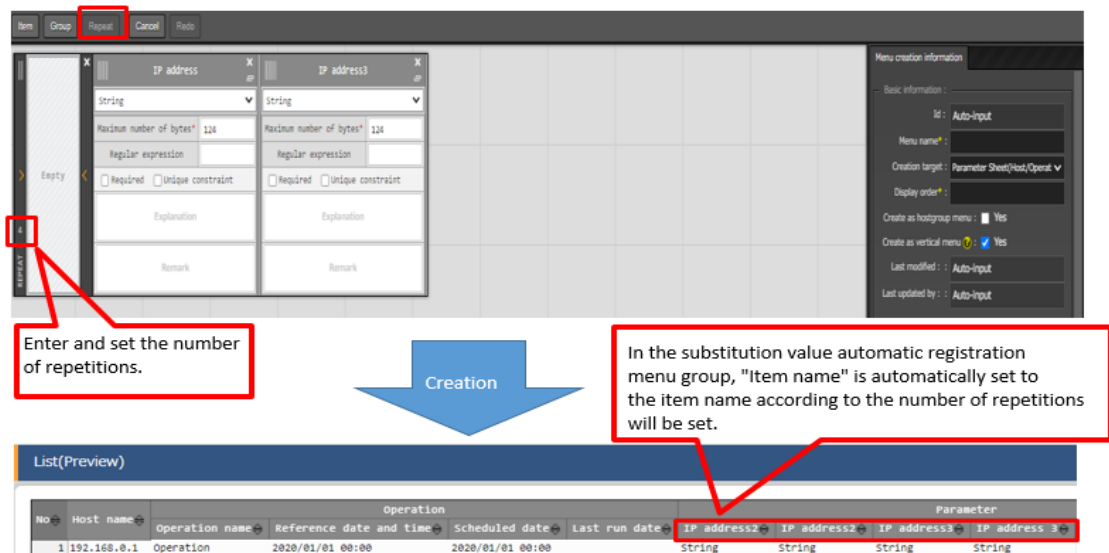 Item Group Repeat Cancel Redo
Menu creation information
IP address
IP address3
Basic information :
String
String
Id : Auto-input
Maximum number of bytes* 124
Maximum number of bytes* 124
Menu name* :
Regular expression
Regular expression
Creation target : Parameter Sheet(Host/Operat
Empty
Required Unique constraint
Required Unique constraint
Display order* :
Explanation
Explanation
Create as hostgroup menu : Yes
4
Create as vertical menu ? : Yes
REPEAT
Remark
Remark
Last modified : : Auto-input
Last updated by : : Auto-input
Enter and set the number
of repetitions.
Creation
In the substitution value automatic registration
menu group, "Item name" is automatically set to
the item name according to the number of repetitions
will be set.
List(Preview)
Operation Parameter
No Host name Operation name Reference date and time Scheduled date Last run date IP address2 IP address2 IP address3 IP address 3
1 192.168.0.1 Operation 2020/01/01 00:00 2020/01/01 00:00 String String String String